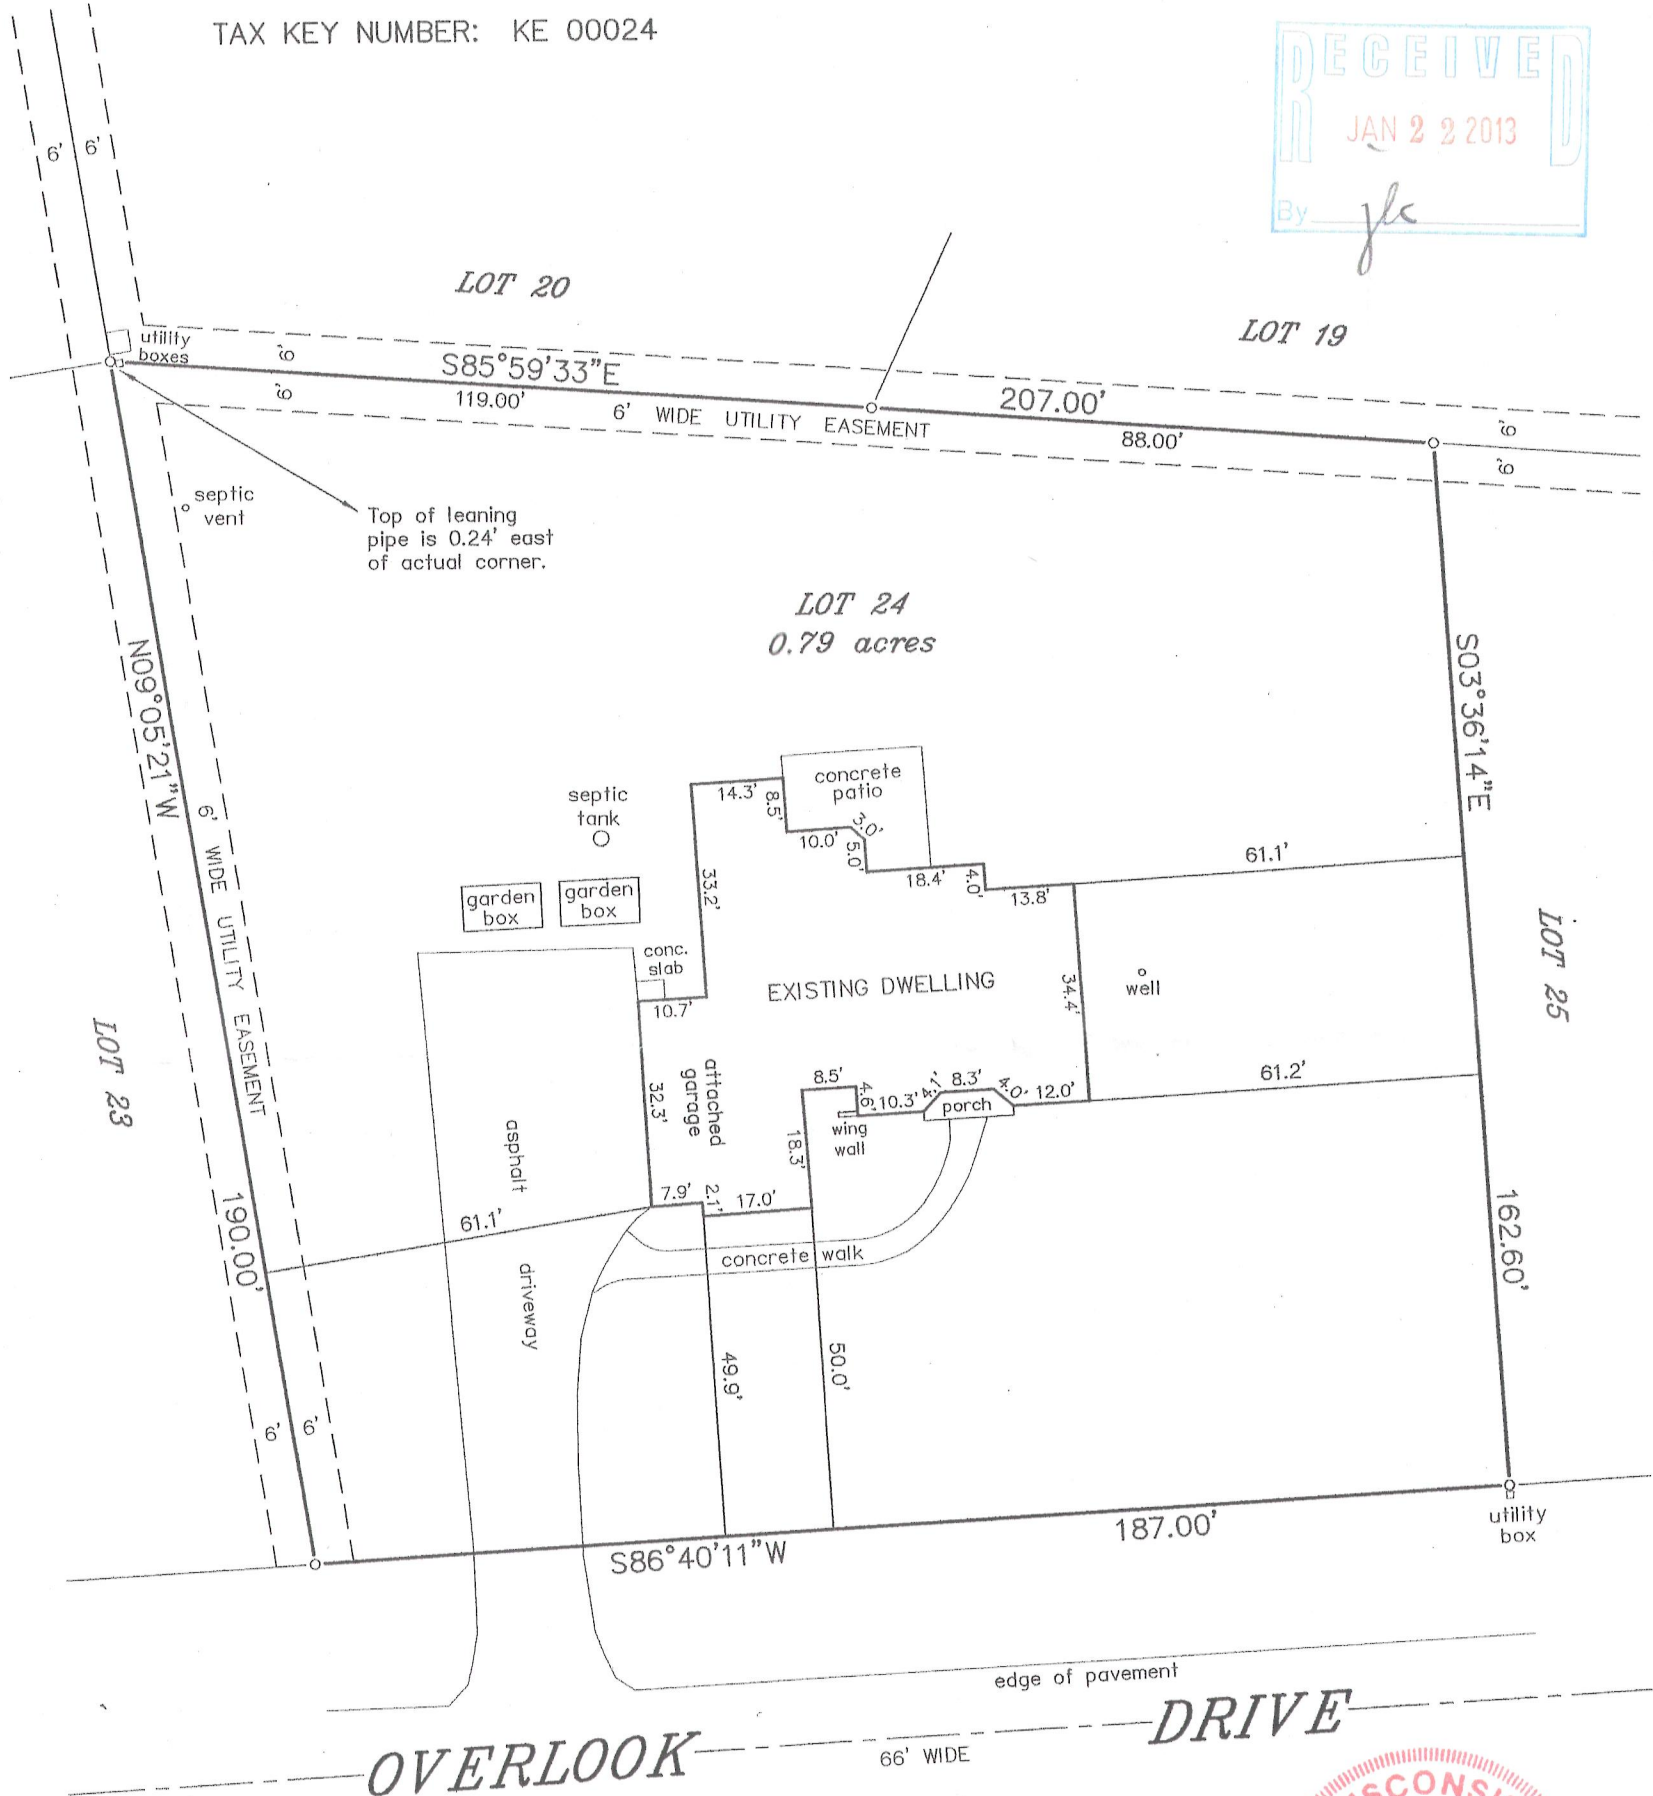 TAX KEY NUMBER: KE 00024
RECEIVED
JAN 2 2 2013
By jlc
6' 6'
LOT 20
LOT 19
utility
boxes
6'
S85°59'33"E
207.00'
6'
119.00'
6' WIDE UTILITY EASEMENT
88.00'
6'
6'
septic
vent
Top of leaning
pipe is 0.24' east
of actual corner.
LOT 24
0.79 acres
N09°05'21"W
190.00'
6' WIDE UTILITY EASEMENT
S03°36'14"E
162.60'
septic
tank
14.3'
8.5'
concrete
patio
10.0'
3.0'
5.0'
18.4'
4.0'
13.8'
61.1'
33.2'
garden
box
garden
box
conc.
slab
10.7'
EXISTING DWELLING
34.4'
well
LOT 25
LOT 23
attached
garage
32.3'
8.5'
4.6'
10.3'
4.1'
8.3'
4.0'
12.0'
61.2'
porch
wing
wall
18.3'
asphalt
driveway
7.9'
2.1'
17.0'
61.1'
concrete walk
49.9'
50.0'
6' 6'
S86°40'11"W
187.00'
utility
box
edge of pavement
OVERLOOK DRIVE
66' WIDE
SCONS